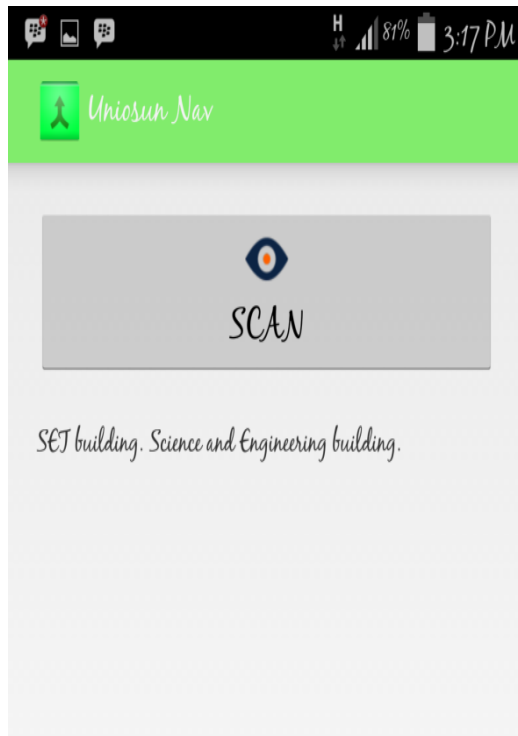 H 81% 3:17 PM
Uniosun Nav
SCAN
SET building. Science and Engineering building.